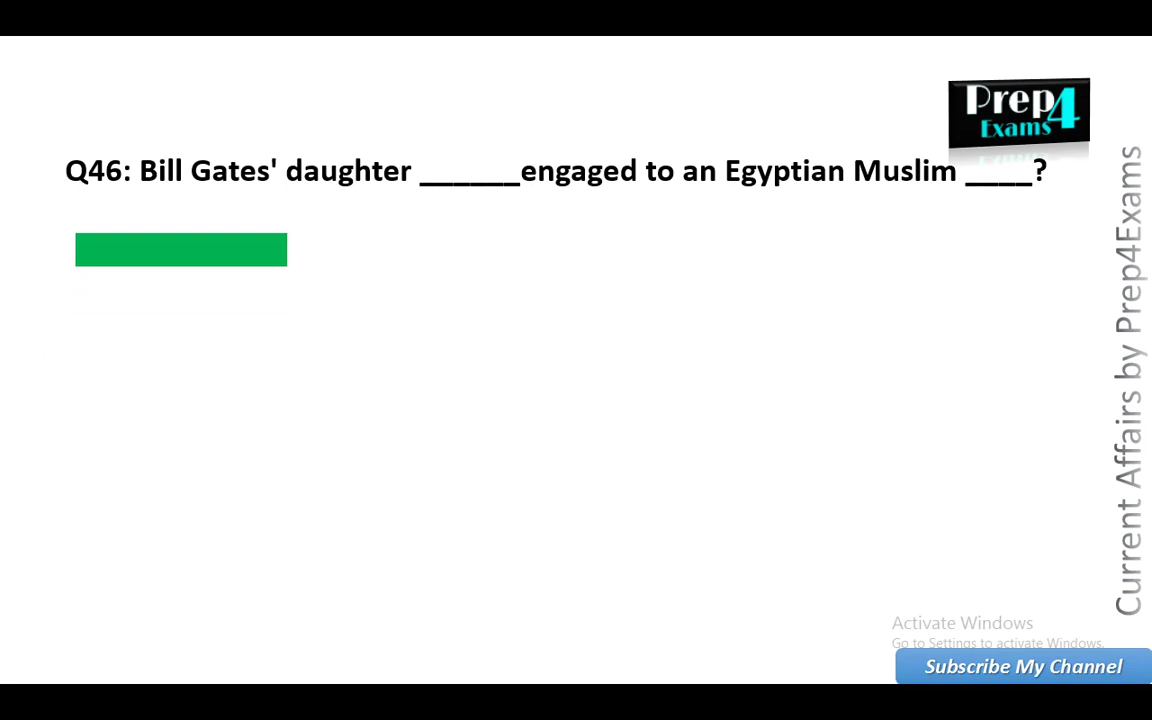 Prep4
Exams
Q46: Bill Gates' daughter ______engaged to an Egyptian Muslim ____?
Current Affairs by Prep4Exams
Activate Windows
Go to Settings to activate Windows.
Subscribe My Channel